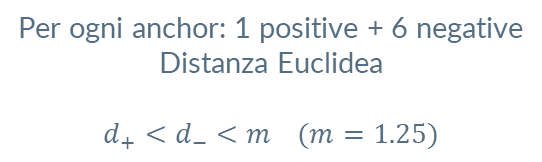 Per ogni anchor: 1 positive + 6 negative
Distanza Euclidea
d₊ < d₋ < m (m = 1.25)